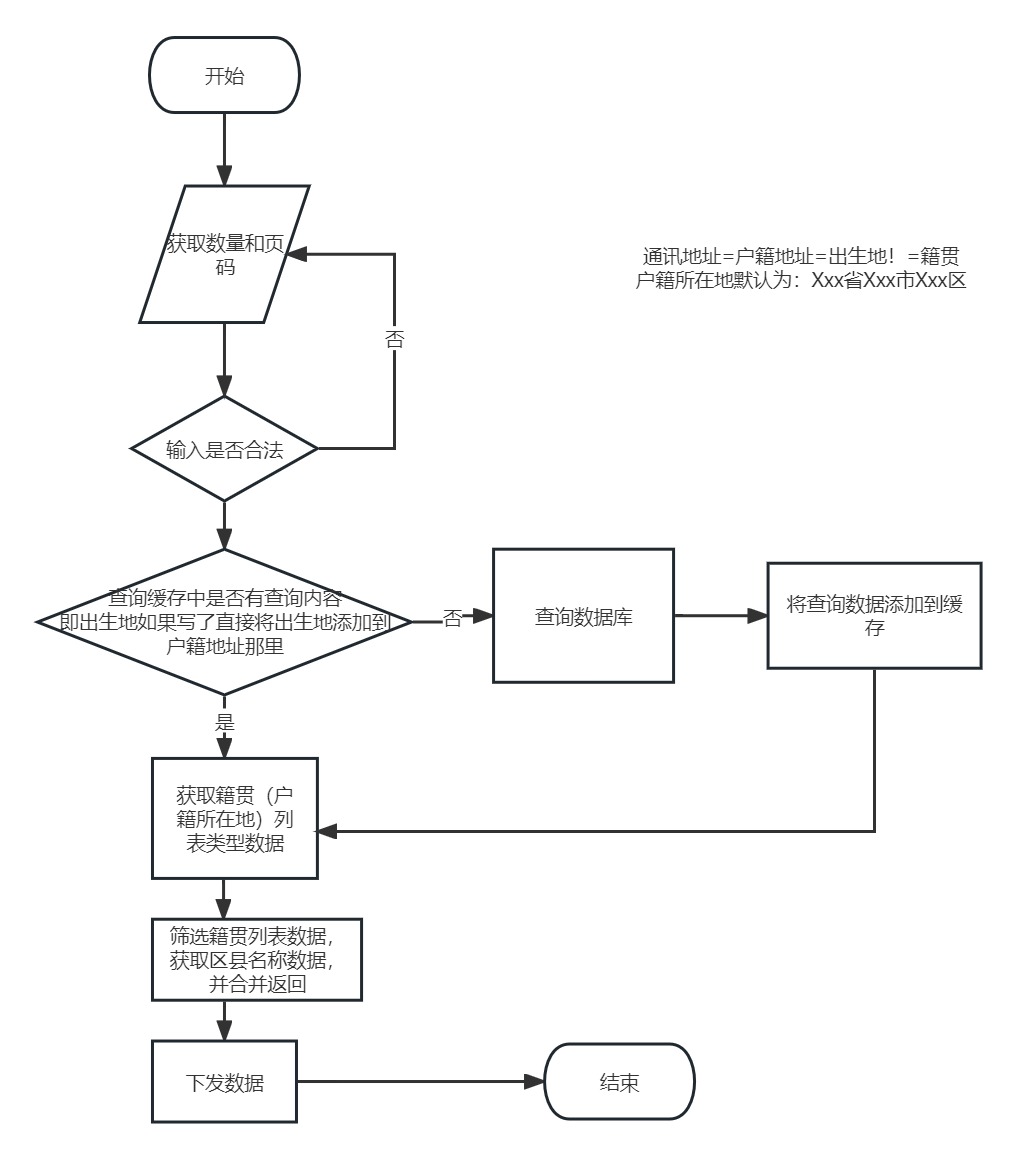 开始
获取数量和页
码
通讯地址=户籍地址=出生地！=籍贯
户籍所在地默认为：Xxx省Xxx市Xxx区
否
输入是否合法
查询缓存中是否有查询内容
即出生地如果写了直接将出生地添加到
户籍地址那里
否
查询数据库
将查询数据添加到缓
存
是
获取籍贯（户
籍所在地）列
表类型数据
筛选籍贯列表数据，
获取区县名称数据，
并合并返回
下发数据
结束